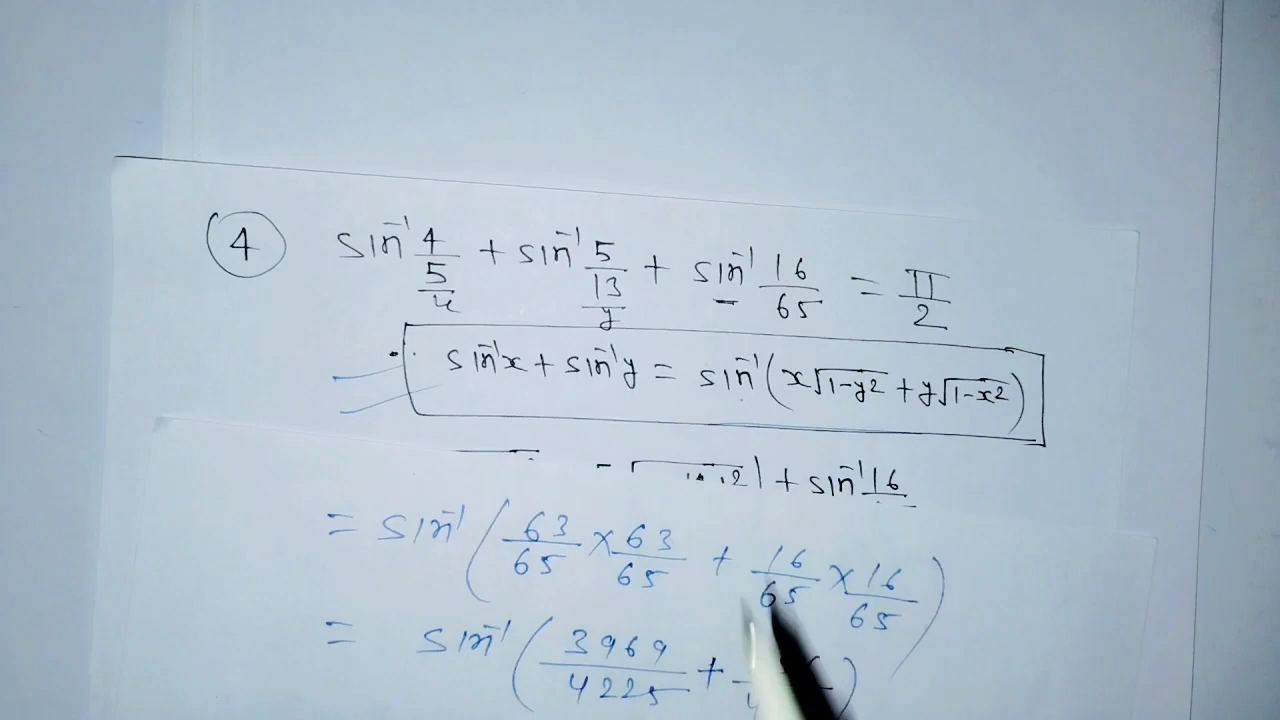 ④ sin⁻¹ 4/5 + sin⁻¹ 5/13 + sin⁻¹ 16/65 = π/2
x y
sin⁻¹x + sin⁻¹y = sin⁻¹(x√1-y² + y√1-x²)
+ sin⁻¹ 16
= sin⁻¹(63/65 × 63/65 + 16/65 × 16/65)
= sin⁻¹(3969/4225 +